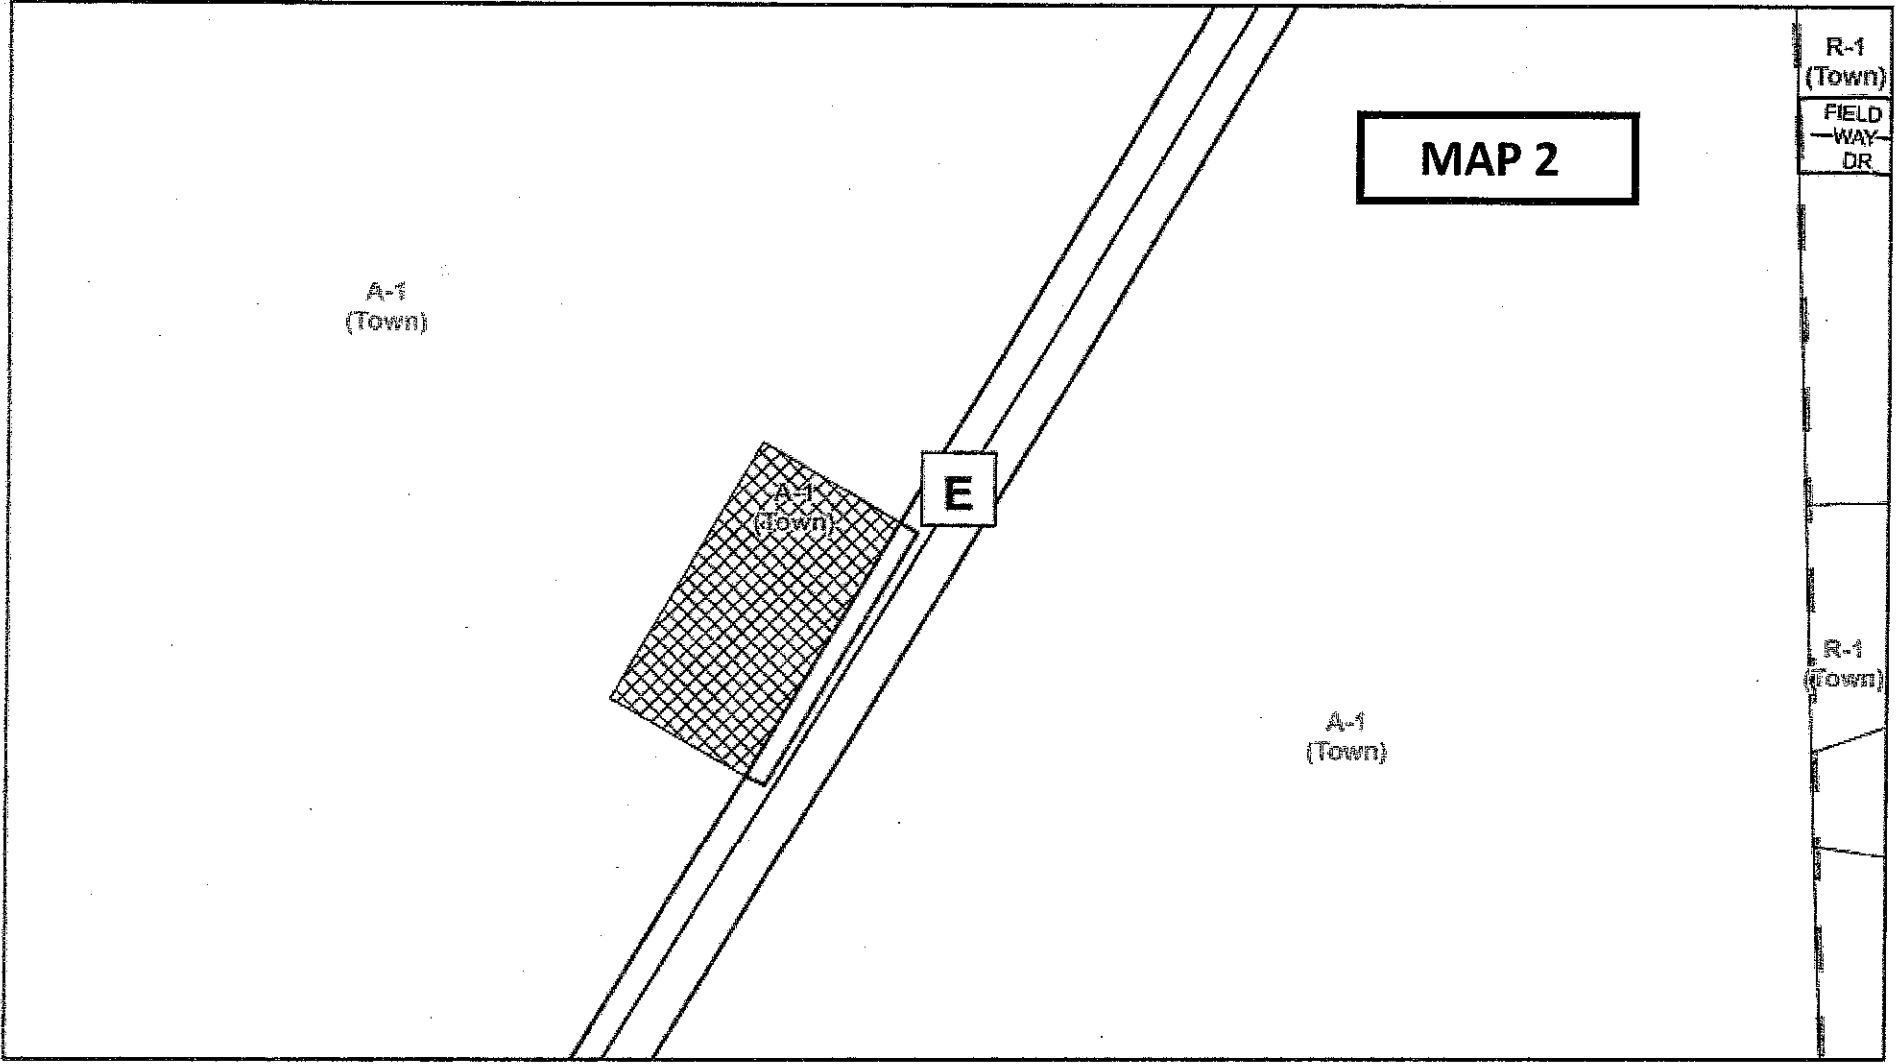 R-1
(Town)
FIELD
WAY
DR
MAP 2
A-1
(Town)
A-1
(Town)
E
R-1
(Town)
A-1
(Town)